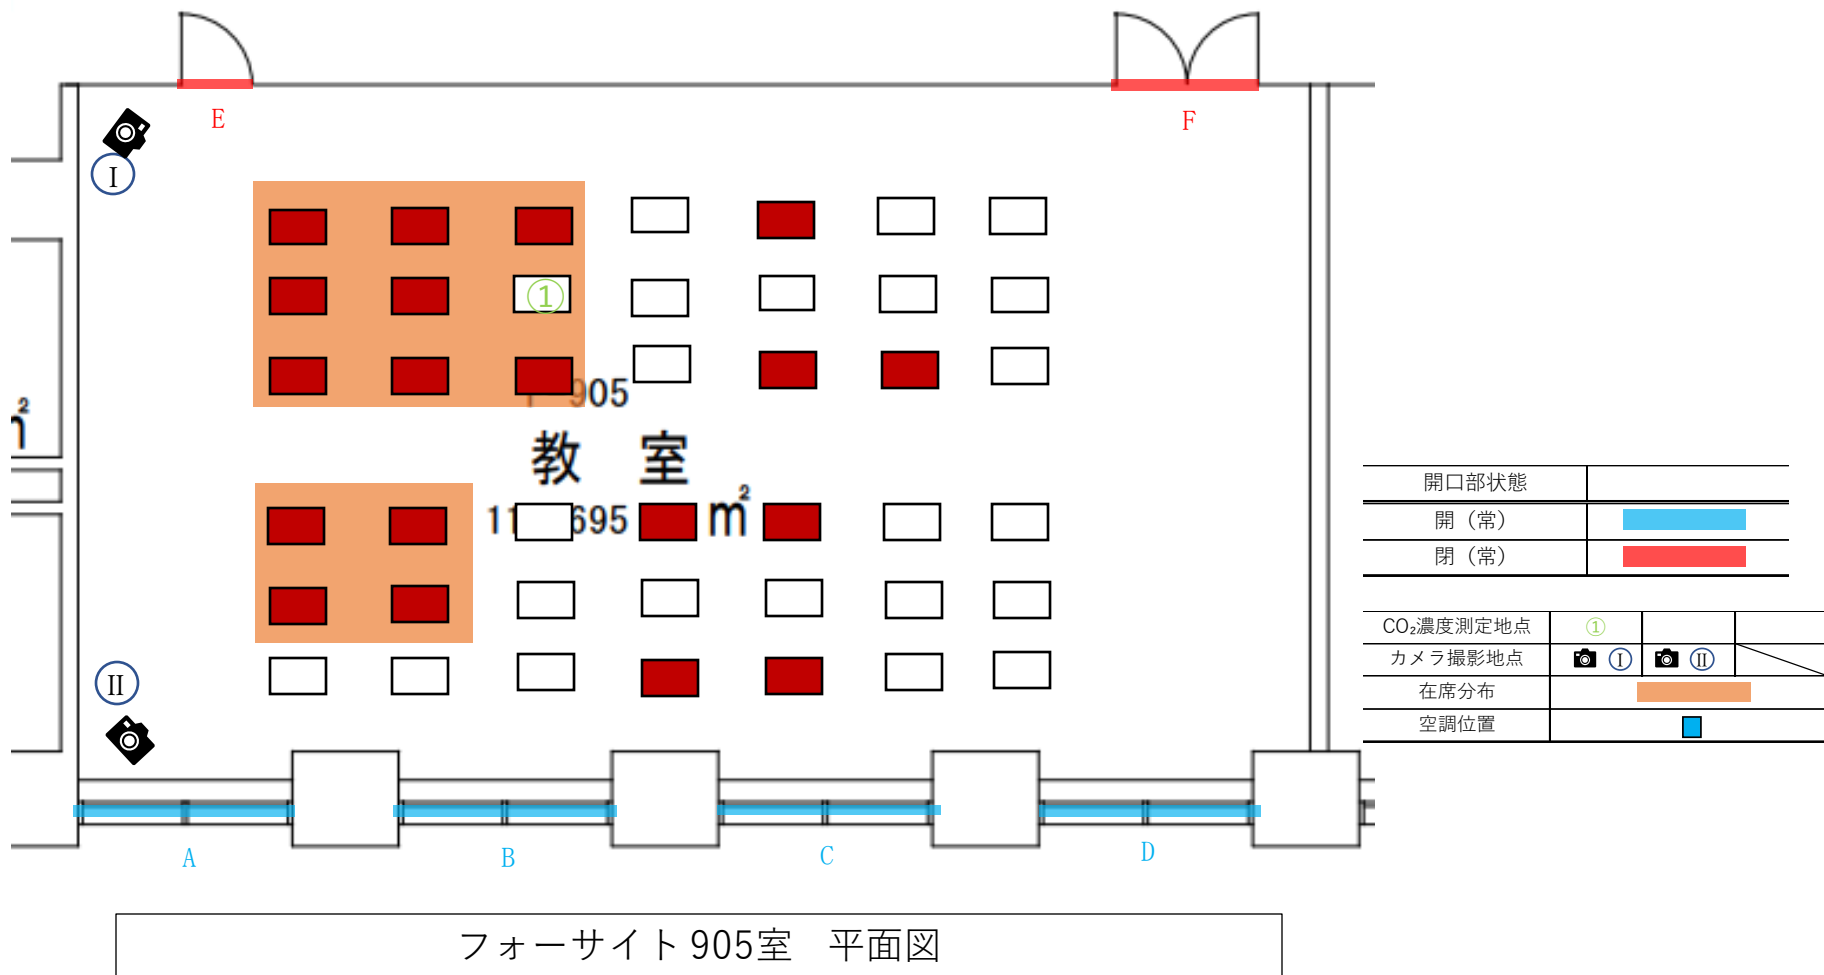 E
F
I
①
905
㎡
教 室
695 ㎡
II
A
B
C
D
フォーサイト905室 平面図
開口部状態
開（常）
閉（常）
CO₂濃度測定地点 ①
カメラ撮影地点 I II
在席分布
空調位置